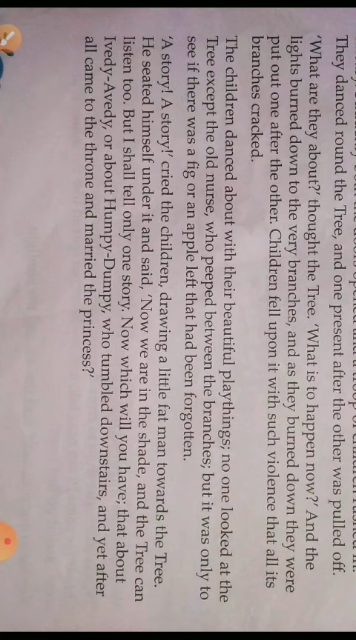 They danced round the Tree, and one present after the other was pulled off.
'What are they about?' thought the Tree. 'What is to happen now?' And the
lights burned down to the very branches, and as they burned down they were
put out one after the other. Children fell upon it with such violence that all its
branches cracked.
The children danced about with their beautiful playthings; no one looked at the
Tree except the old nurse, who peeped between the branches; but it was only to
see if there was a fig or an apple left that had been forgotten.
'A story! A story!' cried the children, drawing a little fat man towards the Tree.
He seated himself under it and said, 'Now we are in the shade, and the Tree can
listen too. But I shall tell only one story. Now which will you have; that about
Ivedy-Avedy, or about Humpy-Dumpy, who tumbled downstairs, and yet after
all came to the throne and married the princess?'